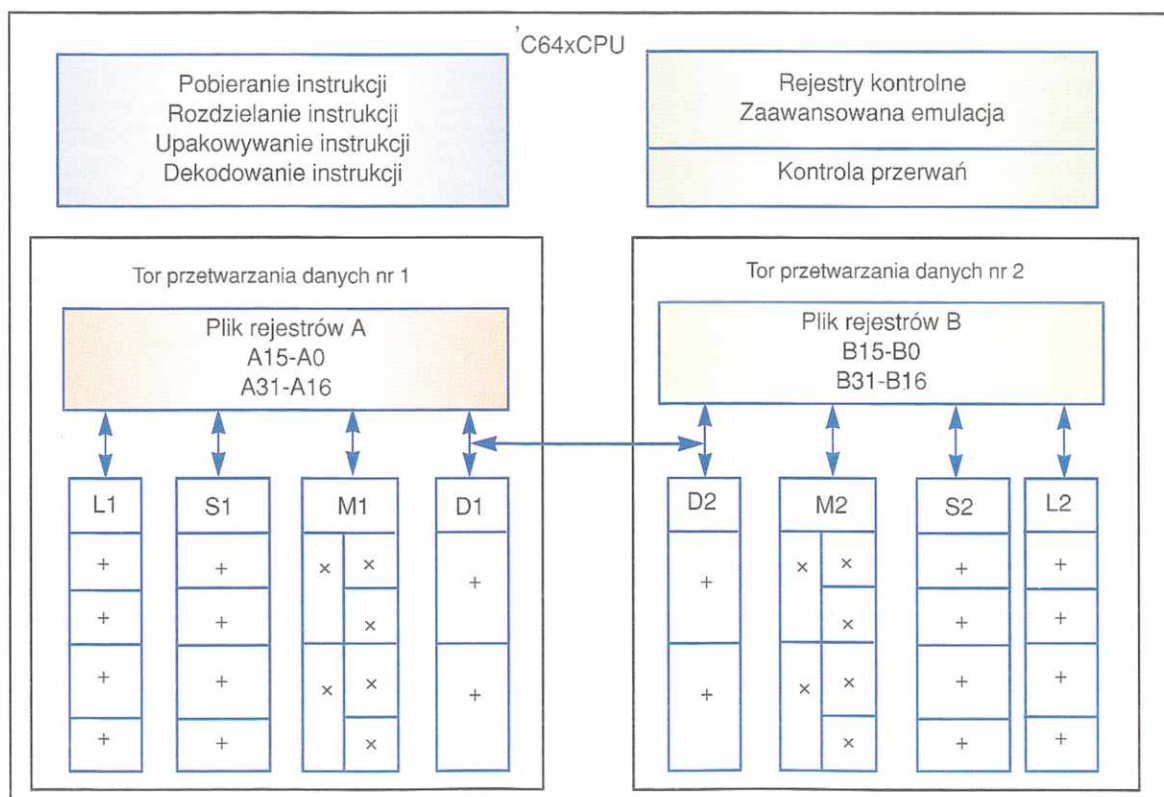 'C64xCPU
Pobieranie instrukcji
Rozdzielanie instrukcji
Upakowywanie instrukcji
Dekodowanie instrukcji
Rejestry kontrolne
Zaawansowana emulacja
Kontrola przerwań
Tor przetwarzania danych nr 1
Plik rejestrów A
A15-A0
A31-A16
L1 S1 M1 D1
+ + × × +
+ + ×
+ + × × +
+ + ×
Tor przetwarzania danych nr 2
Plik rejestrów B
B15-B0
B31-B16
D2 M2 S2 L2
+ × × + +
× + +
+ × × + +
× + +